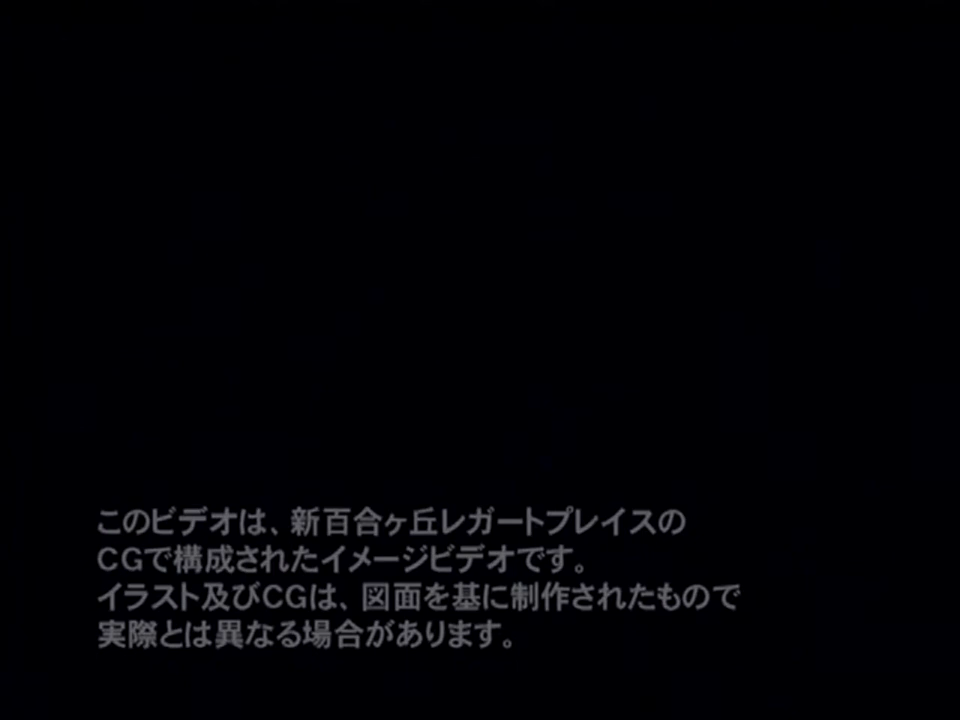 このビデオは、新百合ヶ丘レガートプレイスの
CGで構成されたイメージビデオです。
イラスト及びCGは、図面を基に制作されたもので
実際とは異なる場合があります。